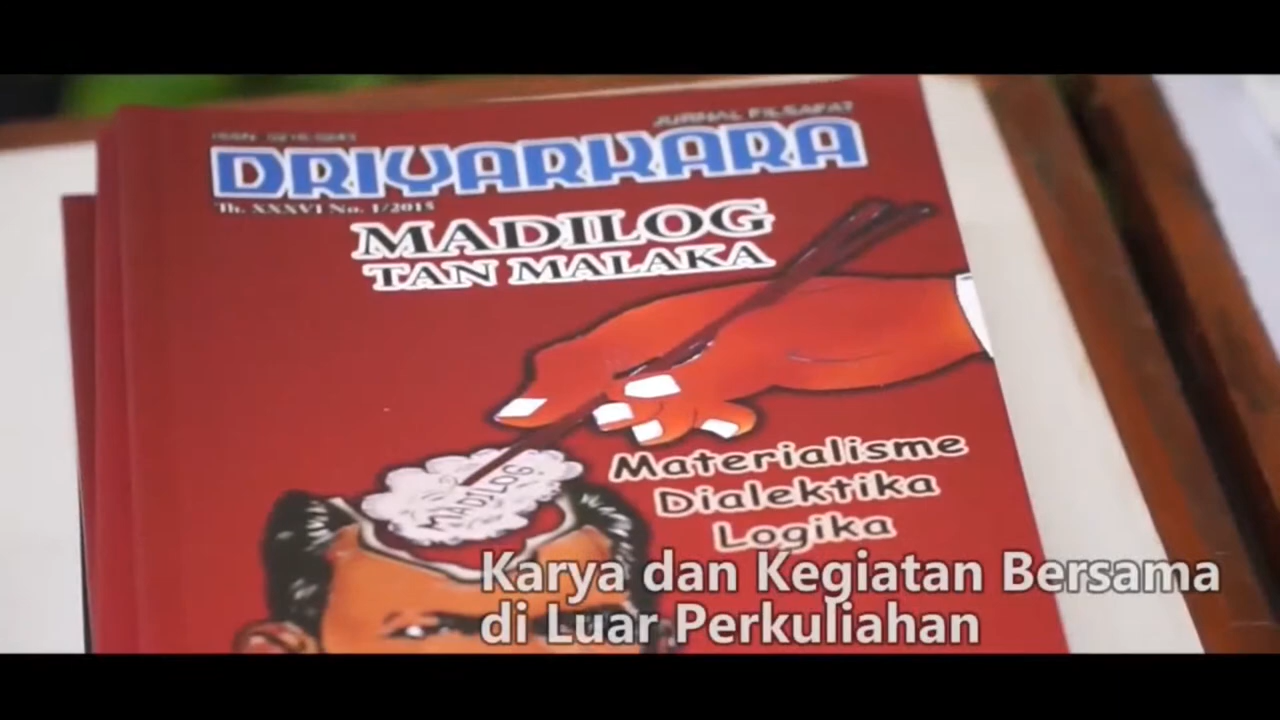 JURNAL FILSAFAT
DRIYARKARA
Th. XXXVI No. 1/2015
MADILOG
TAN MALAKA
MADILOG
Materialisme
Dialektika
Logika
Karya dan Kegiatan Bersama
di Luar Perkuliahan